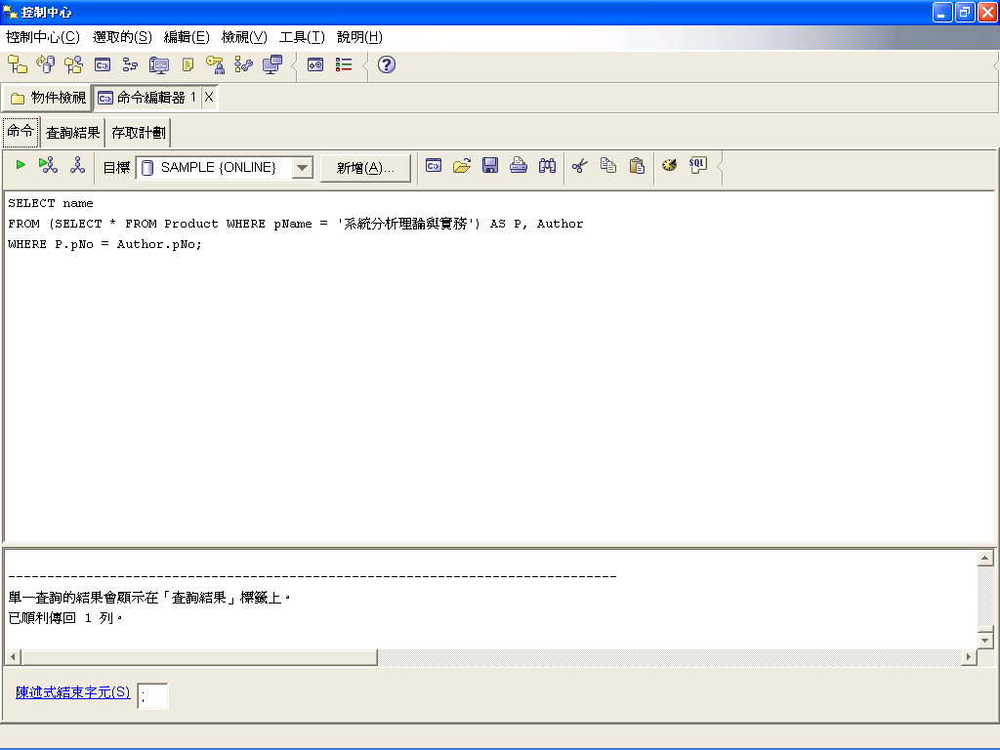 控制中心
控制中心(C) 選取的(S) 編輯(E) 檢視(V) 工具(T) 說明(H)
物件檢視 命令編輯器 1 X
命令 查詢結果 存取計劃
目標 SAMPLE {ONLINE} 新增(A)... SQL
SELECT name
FROM (SELECT * FROM Product WHERE pName = '系統分析理論與實務') AS P, Author
WHERE P.pNo = Author.pNo;
------------------------------------------------------------------------------
單一查詢的結果會顯示在「查詢結果」標籤上。
已順利傳回 1 列。
陳述式結束字元(S) ;